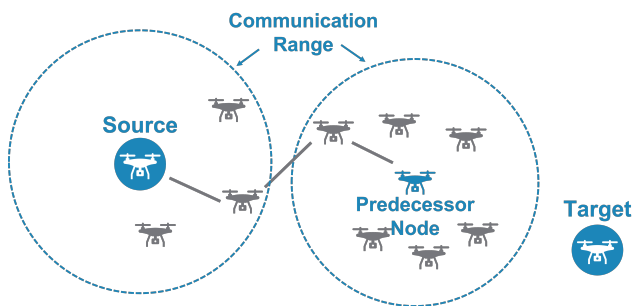 Communication
Range
Source
Predecessor
Node
Target